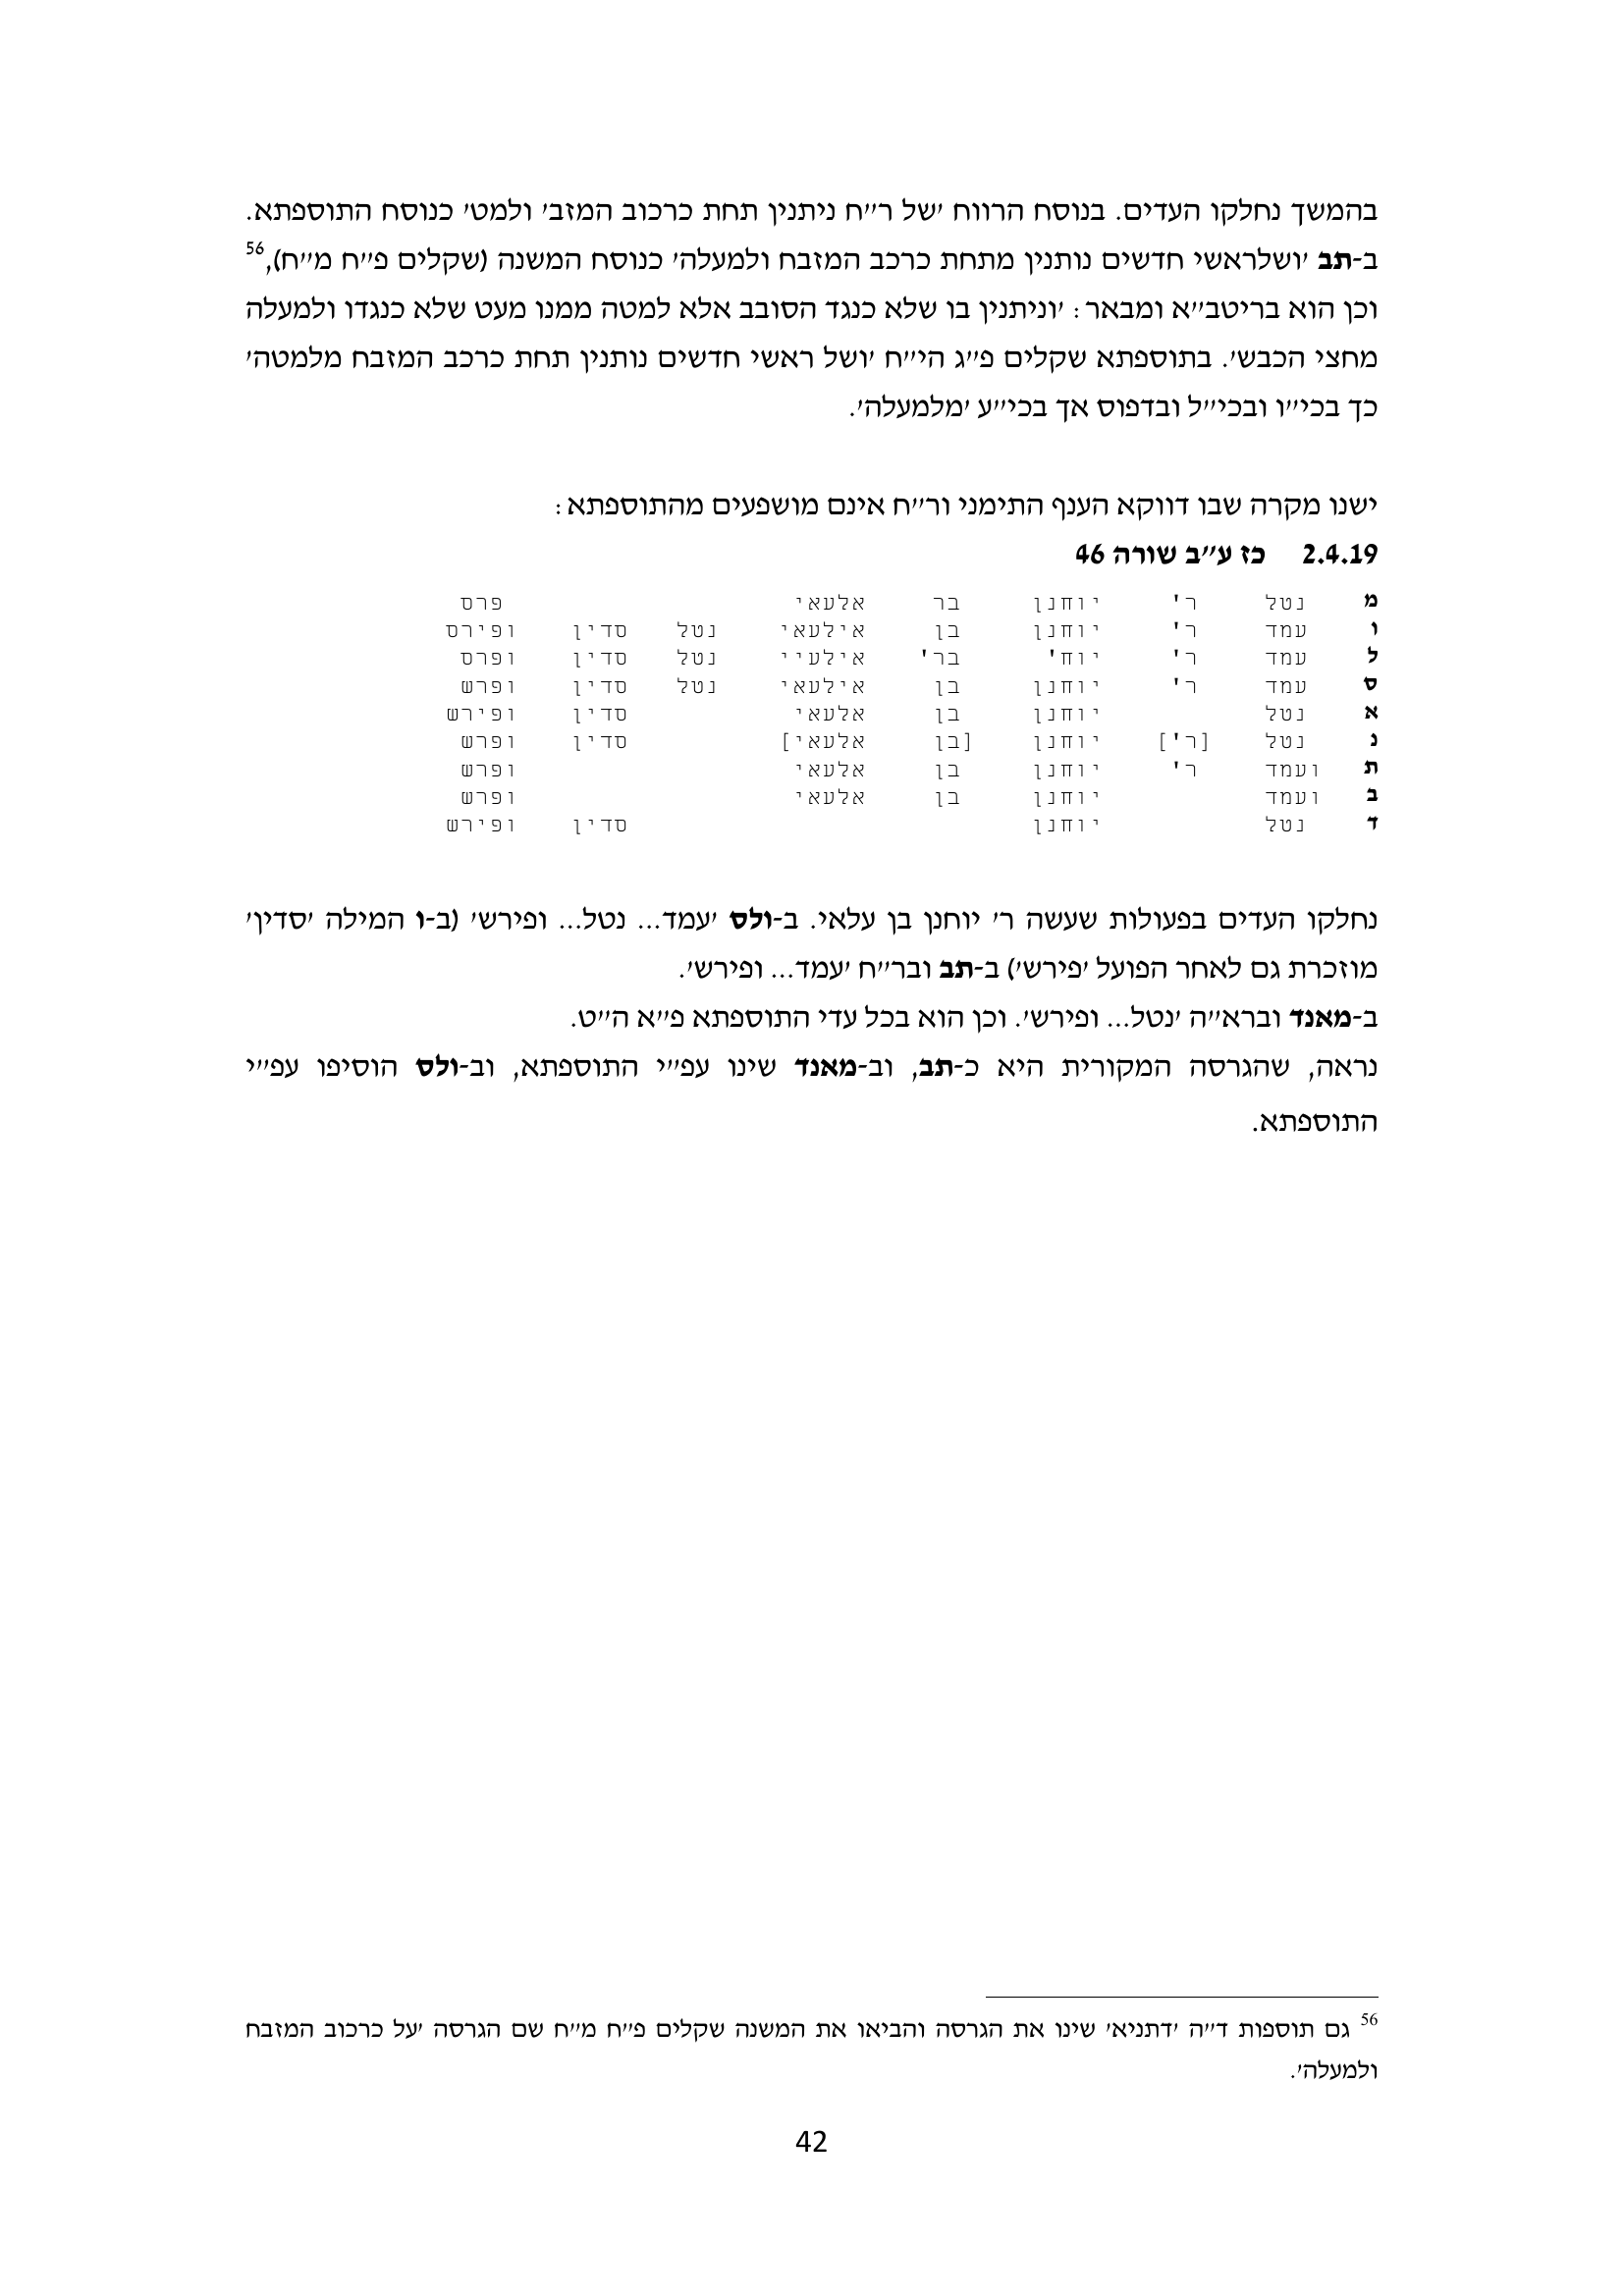 בהמשך נחלקו העדים. בנוסח הרווח 'של ר"ח ניתנין תחת כרכוב המזב' ולמט' כנוסח התוספתא.
ב-תב 'ושלראשי חדשים נותנין מתחת כרכב המזבח ולמעלה' כנוסח המשנה (שקלים פ"ח מ"ח),56
וכן הוא בריטב"א ומבאר: 'וניתנין בו שלא כנגד הסובב אלא למטה ממנו מעט שלא כנגדו ולמעלה
מחצי הכבש'. בתוספתא שקלים פ"ג הי"ח 'ושל ראשי חדשים נותנין תחת כרכב המזבח מלמטה'
כך בכי"ו ובכי"ל ובדפוס אך בכי"ע 'מלמעלה'.
ישנו מקרה שבו דווקא הענף התימני ור"ח אינם מושפעים מהתוספתא:
2.4.19 כז ע"ב שורה 46
מ נטל ר' יוחנן בר אלעאי פרס
ו עמד ר' יוחנן בן אילעאי נטל סדין ופירס
ל עמד ר' יוח' בר' אילעיי נטל סדין ופרס
ס עמד ר' יוחנן בן אילעאי נטל סדין ופרש
א נטל יוחנן בן אלעאי סדין ופירש
נ נטל [ר'] יוחנן [בן אלעאי] סדין ופרש
ת ועמד ר' יוחנן בן אלעאי ופרש
ב ועמד יוחנן בן אלעאי ופרש
ד נטל יוחנן סדין ופירש
נחלקו העדים בפעולות שעשה ר' יוחנן בן עלאי. ב-ולס 'עמד... נטל... ופירש' (ב-ו המילה 'סדין'
מוזכרת גם לאחר הפועל 'פירש') ב-תב ובר"ח 'עמד... ופירש'.
ב-מאנד וברא"ה 'נטל... ופירש'. וכן הוא בכל עדי התוספתא פ"א ה"ט.
נראה, שהגרסה המקורית היא כ-תב, וב-מאנד שינו עפ"י התוספתא, וב-ולס הוסיפו עפ"י
התוספתא.
56 גם תוספות ד"ה 'דתניא' שינו את הגרסה והביאו את המשנה שקלים פ"ח מ"ח שם הגרסה 'על כרכוב המזבח
ולמעלה'.
42